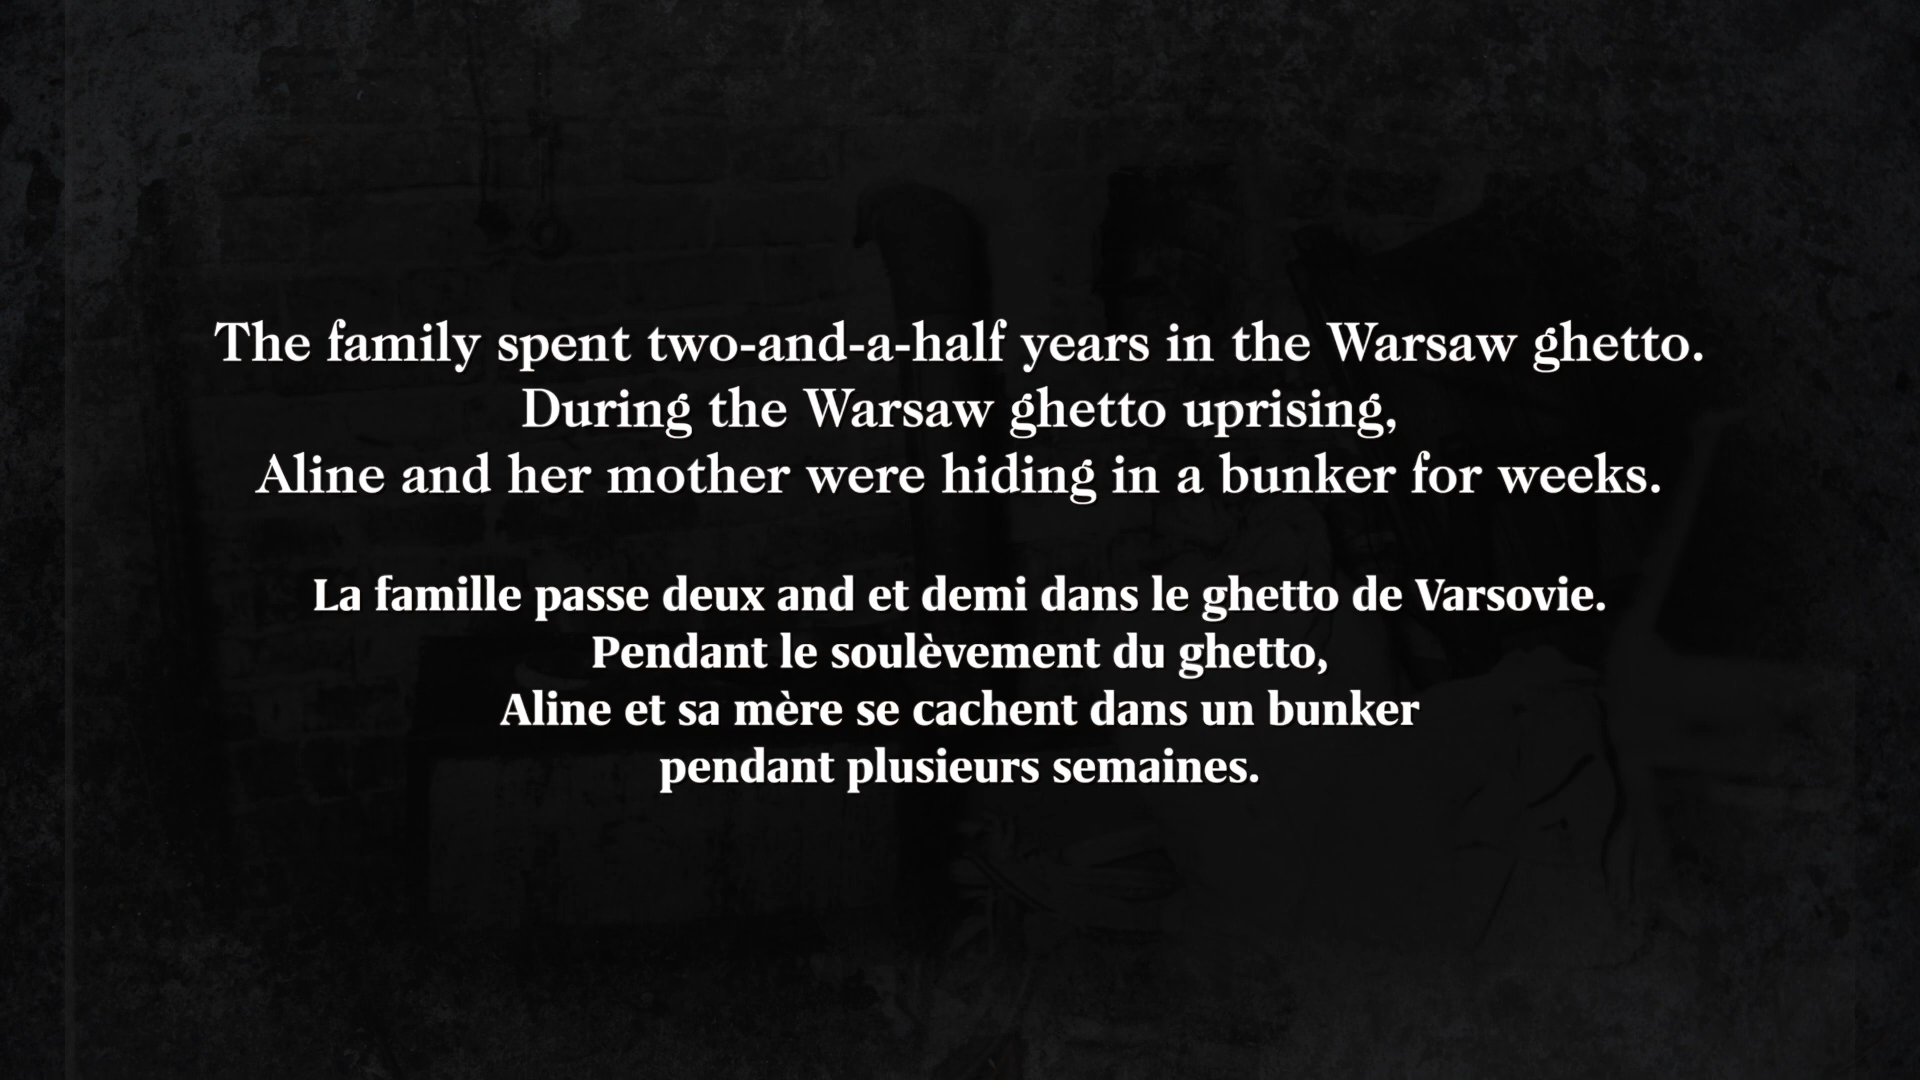 The family spent two-and-a-half years in the Warsaw ghetto.
During the Warsaw ghetto uprising,
Aline and her mother were hiding in a bunker for weeks.
La famille passe deux and et demi dans le ghetto de Varsovie.
Pendant le soulèvement du ghetto,
Aline et sa mère se cachent dans un bunker
pendant plusieurs semaines.